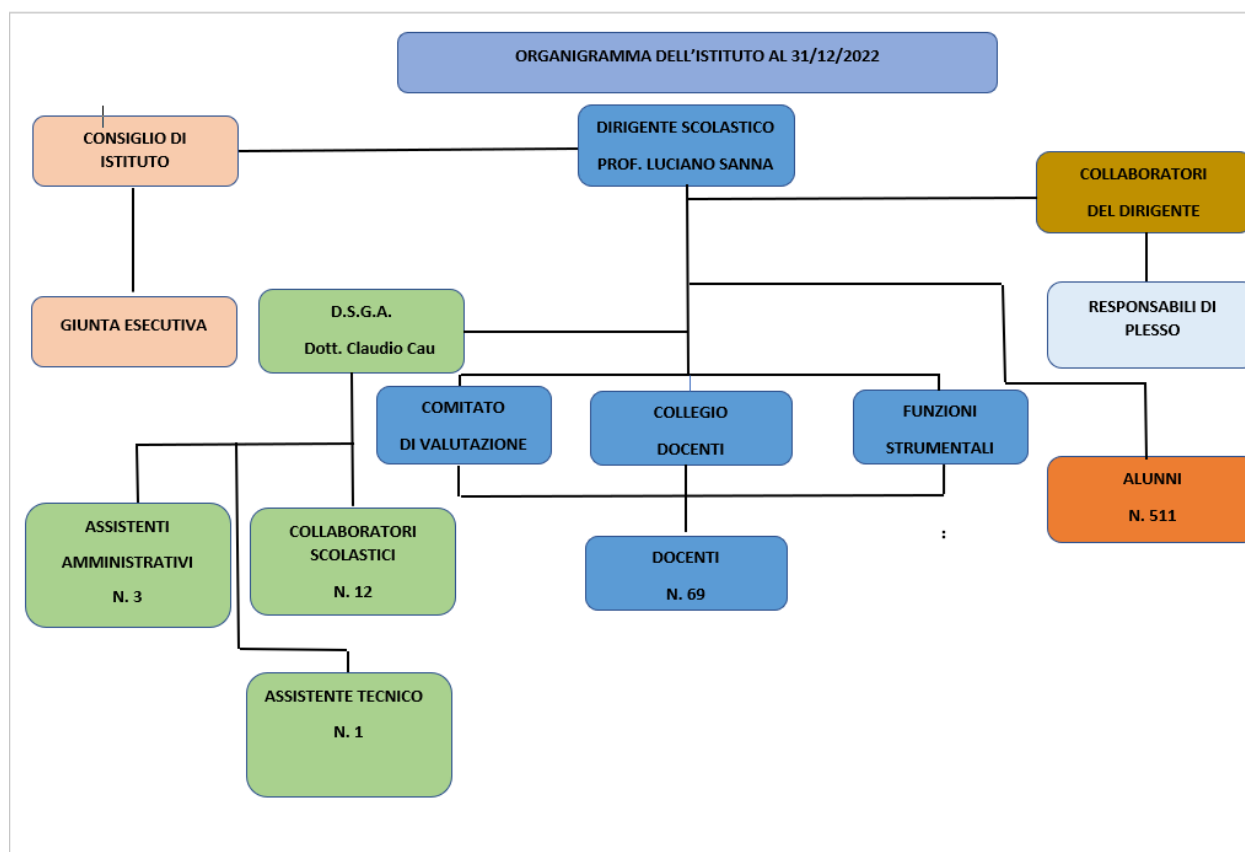 ORGANIGRAMMA DELL’ISTITUTO AL 31/12/2022
CONSIGLIO DI
ISTITUTO
DIRIGENTE SCOLASTICO
PROF. LUCIANO SANNA
COLLABORATORI
DEL DIRIGENTE
GIUNTA ESECUTIVA
D.S.G.A.
Dott. Claudio Cau
RESPONSABILI DI
PLESSO
COMITATO
DI VALUTAZIONE
COLLEGIO
DOCENTI
FUNZIONI
STRUMENTALI
ALUNNI
N. 511
ASSISTENTI
AMMINISTRATIVI
N. 3
COLLABORATORI
SCOLASTICI
N. 12
DOCENTI
N. 69
:
ASSISTENTE TECNICO
N. 1